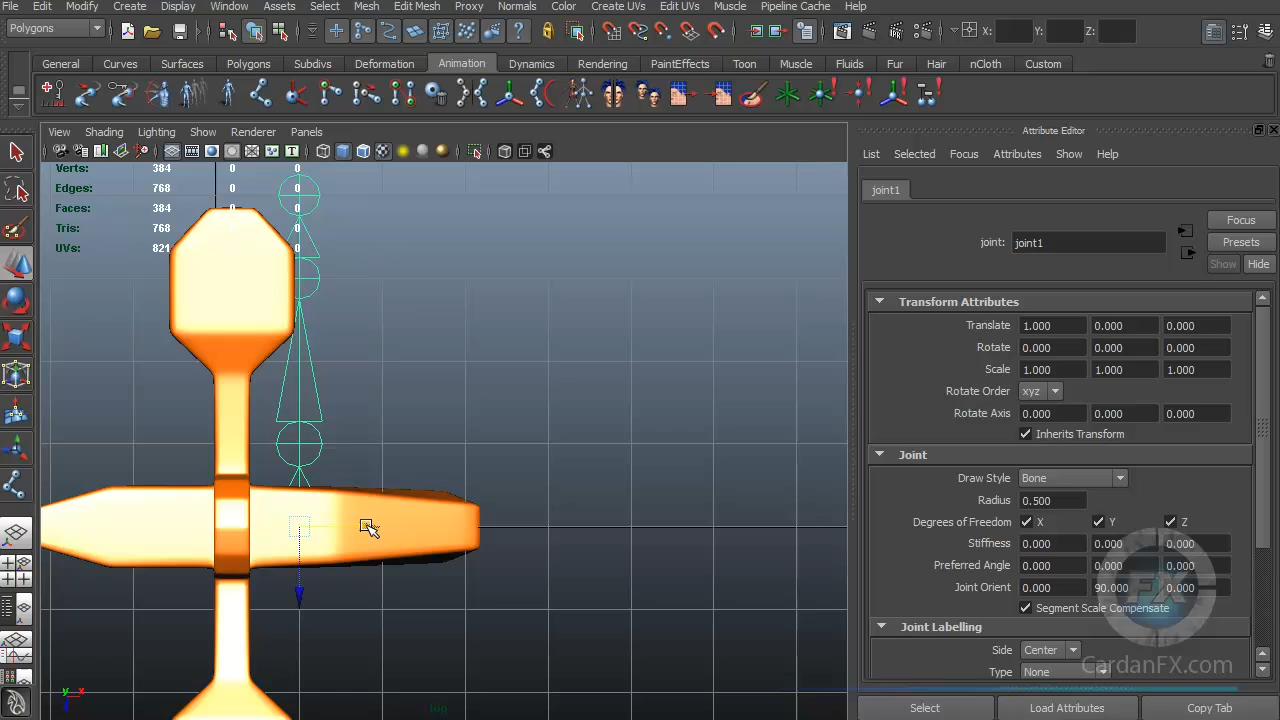 File Edit Modify Create Display Window Assets Select Mesh Edit Mesh Proxy Normals Color Create UVs Edit UVs Muscle Pipeline Cache Help
Polygons X: Y: Z:
General Curves Surfaces Polygons Subdivs Deformation Animation Dynamics Rendering PaintEffects Toon Muscle Fluids Fur Hair nCloth Custom
View Shading Lighting Show Renderer Panels
Verts: 384 0 0
Edges: 768 0 0
Faces: 384 0 0
Tris: 768 0 0
UVs: 821 0 0
y x
top
Attribute Editor
List Selected Focus Attributes Show Help
joint1
joint: joint1
Focus
Presets
Show Hide
Transform Attributes
Translate 1.000 0.000 0.000
Rotate 0.000 0.000 0.000
Scale 1.000 1.000 1.000
Rotate Order xyz
Rotate Axis 0.000 0.000 0.000
Inherits Transform
Joint
Draw Style Bone
Radius 0.500
Degrees of Freedom X Y Z
Stiffness 0.000 0.000 0.000
Preferred Angle 0.000 0.000 0.000
Joint Orient 0.000 90.000 0.000
Segment Scale Compensate
Joint Labelling
Side Center
Type None
FX
CardanFX.com
Select Load Attributes Copy Tab